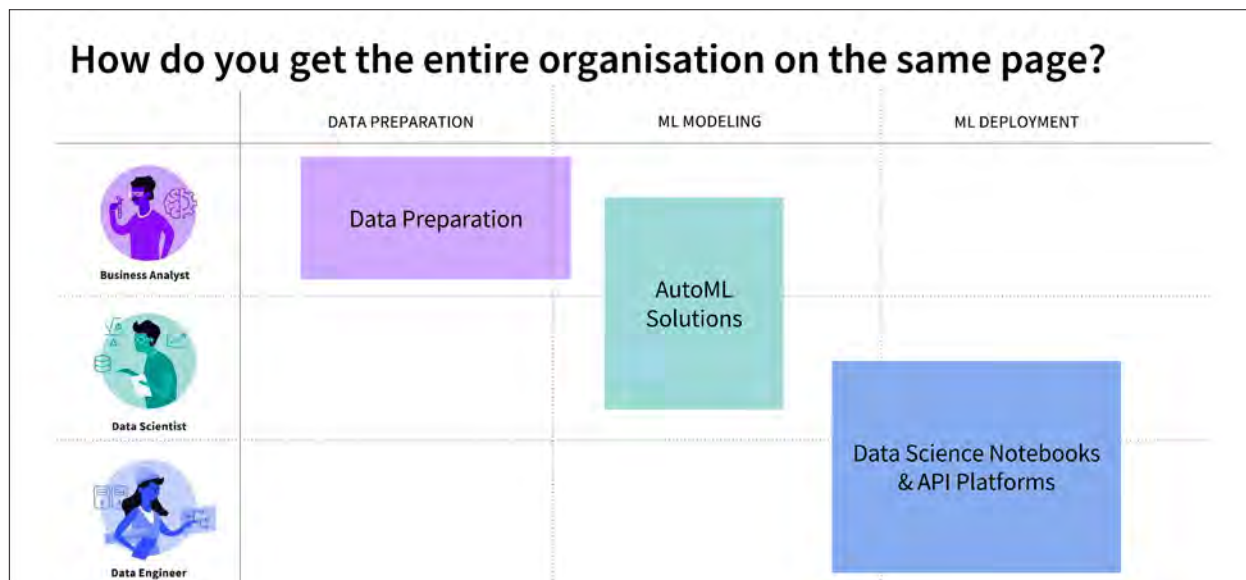 How do you get the entire organisation on the same page?
DATA PREPARATION
ML MODELING
ML DEPLOYMENT
Business Analyst
Data Preparation
AutoML
Solutions
Data Scientist
Data Science Notebooks
& API Platforms
Data Engineer